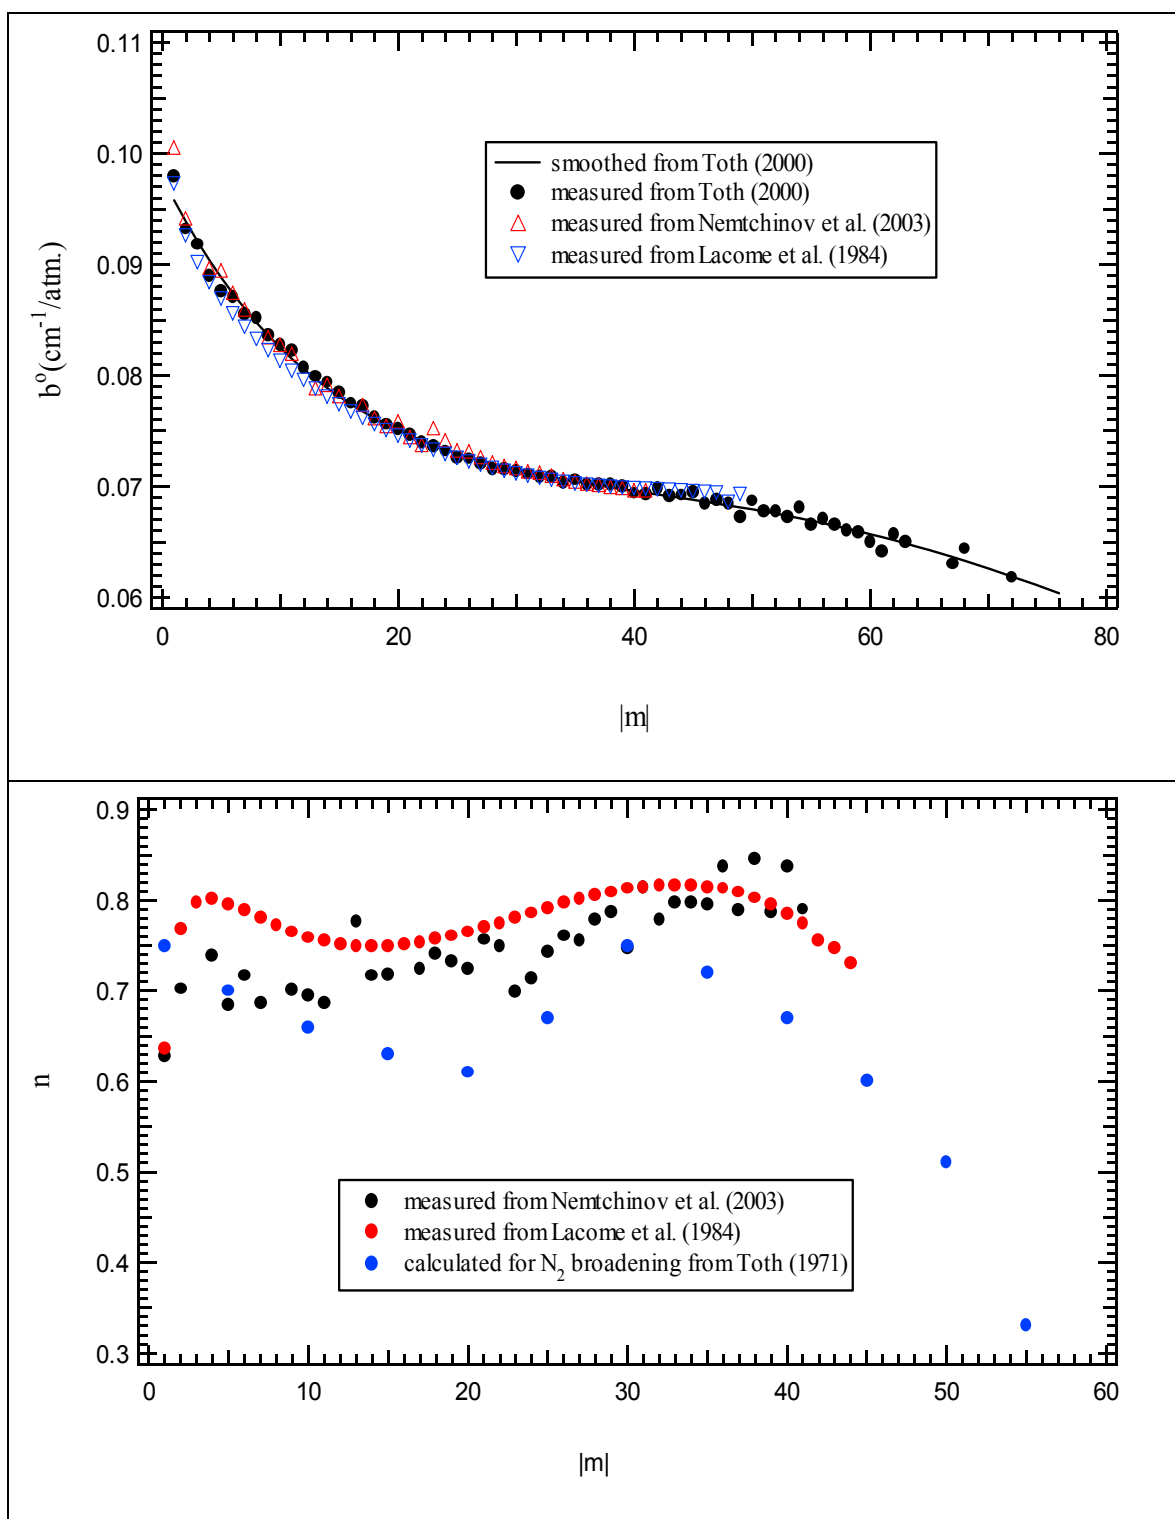 0.11
0.10
0.09
0.08
0.07
0.06
bº(cm-1/atm.)
smoothed from Toth (2000)
measured from Toth (2000)
measured from Nemtchinov et al. (2003)
measured from Lacome et al. (1984)
0 20 40 60 80
|m|
0.9
0.8
0.7
0.6
0.5
0.4
0.3
n
measured from Nemtchinov et al. (2003)
measured from Lacome et al. (1984)
calculated for N2 broadening from Toth (1971)
0 10 20 30 40 50 60
|m|